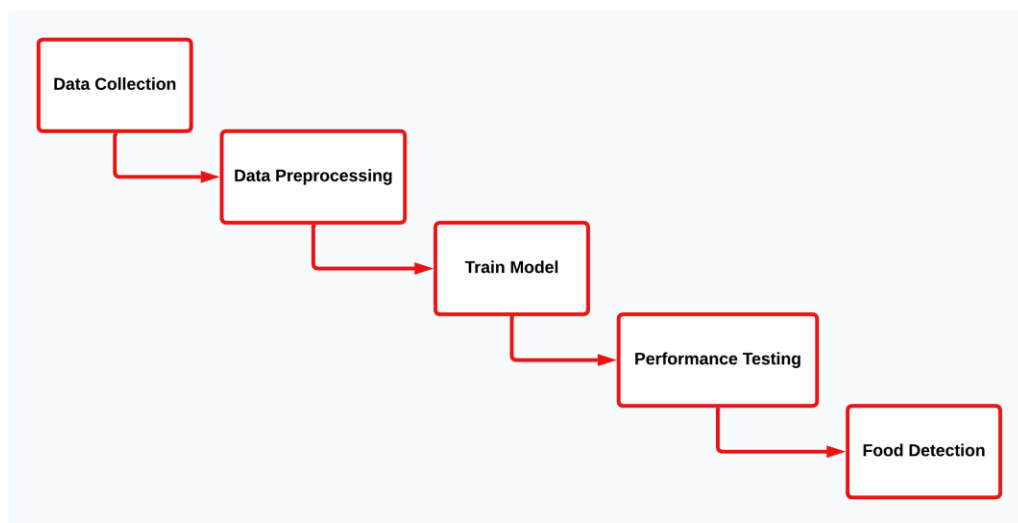 Data Collection
Data Preprocessing
Train Model
Performance Testing
Food Detection